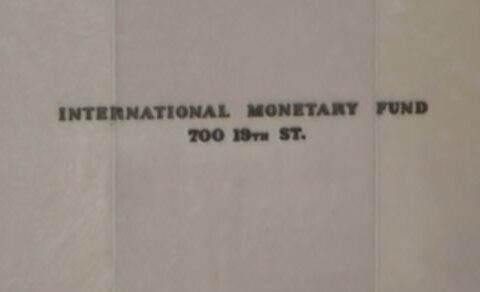 INTERNATIONAL MONETARY FUND
700 19TH ST.